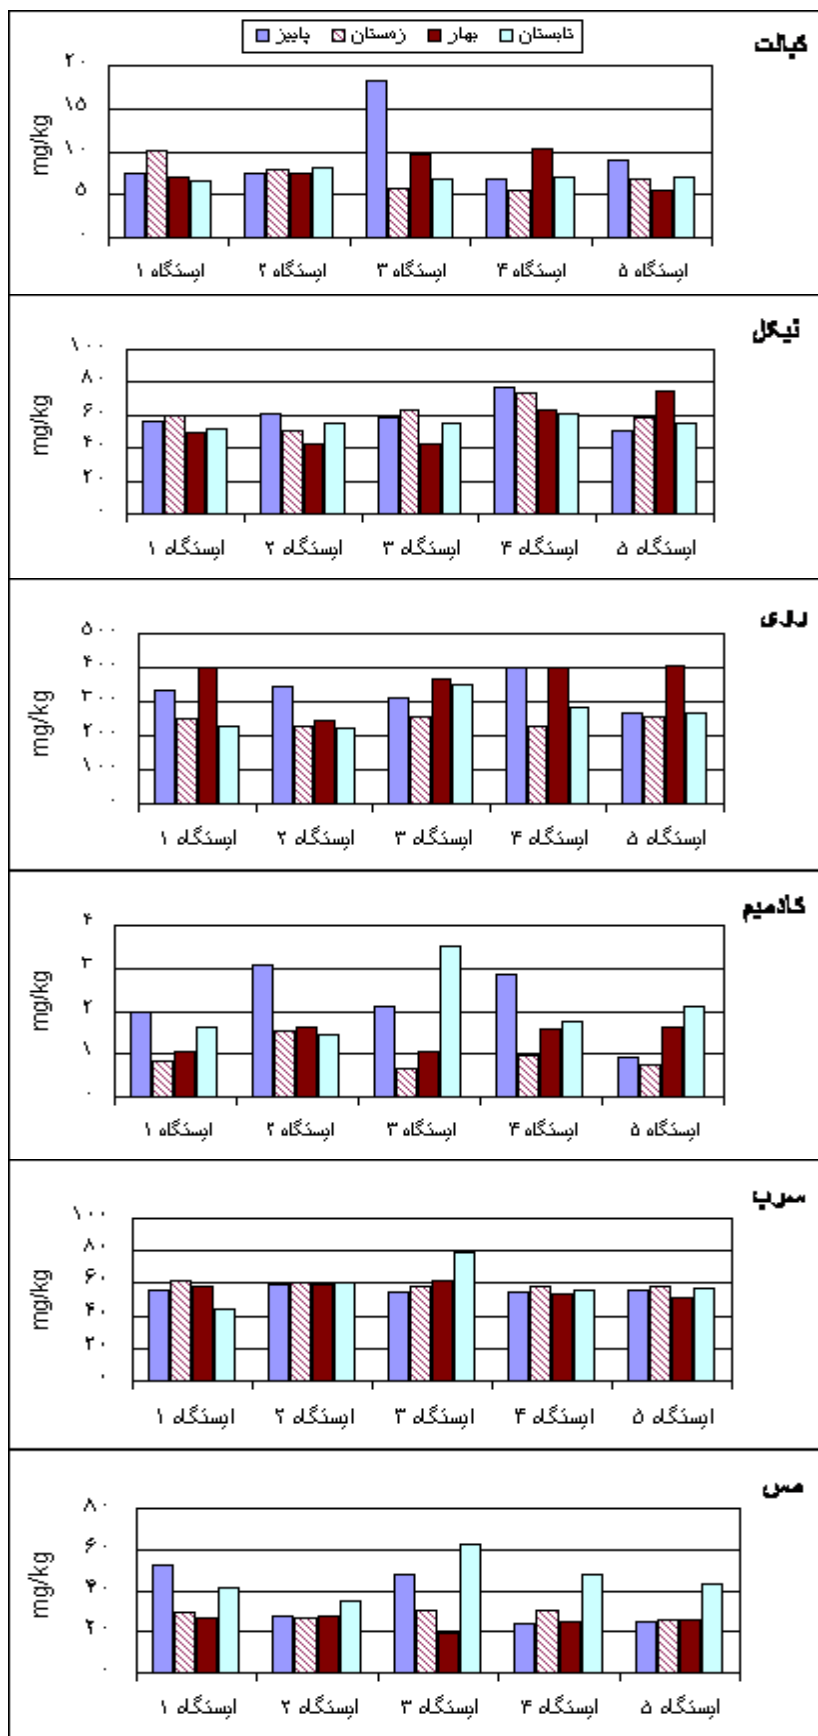 پاییز زمستان بهار تابستان
کبالت
mg/kg
۲۰
۱۵
۱۰
۵
۰
ایستگاه ۱ ایستگاه ۲ ایستگاه ۳ ایستگاه ۴ ایستگاه ۵
نیکل
mg/kg
۱۰۰
۸۰
۶۰
۴۰
۲۰
۰
ایستگاه ۱ ایستگاه ۲ ایستگاه ۳ ایستگاه ۴ ایستگاه ۵
روی
mg/kg
۵۰۰
۴۰۰
۳۰۰
۲۰۰
۱۰۰
۰
ایستگاه ۱ ایستگاه ۲ ایستگاه ۳ ایستگاه ۴ ایستگاه ۵
کادمیم
mg/kg
۴
۳
۲
۱
۰
ایستگاه ۱ ایستگاه ۲ ایستگاه ۳ ایستگاه ۴ ایستگاه ۵
سرب
mg/kg
۱۰۰
۸۰
۶۰
۴۰
۲۰
۰
ایستگاه ۱ ایستگاه ۲ ایستگاه ۳ ایستگاه ۴ ایستگاه ۵
مس
mg/kg
۸۰
۶۰
۴۰
۲۰
۰
ایستگاه ۱ ایستگاه ۲ ایستگاه ۳ ایستگاه ۴ ایستگاه ۵